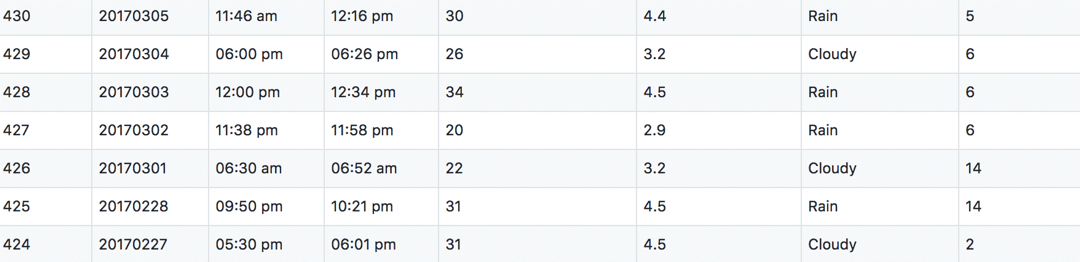 430 20170305 11:46 am 12:16 pm 30 4.4 Rain 5
429 20170304 06:00 pm 06:26 pm 26 3.2 Cloudy 6
428 20170303 12:00 pm 12:34 pm 34 4.5 Rain 6
427 20170302 11:38 pm 11:58 pm 20 2.9 Rain 6
426 20170301 06:30 am 06:52 am 22 3.2 Cloudy 14
425 20170228 09:50 pm 10:21 pm 31 4.5 Rain 14
424 20170227 05:30 pm 06:01 pm 31 4.5 Cloudy 2